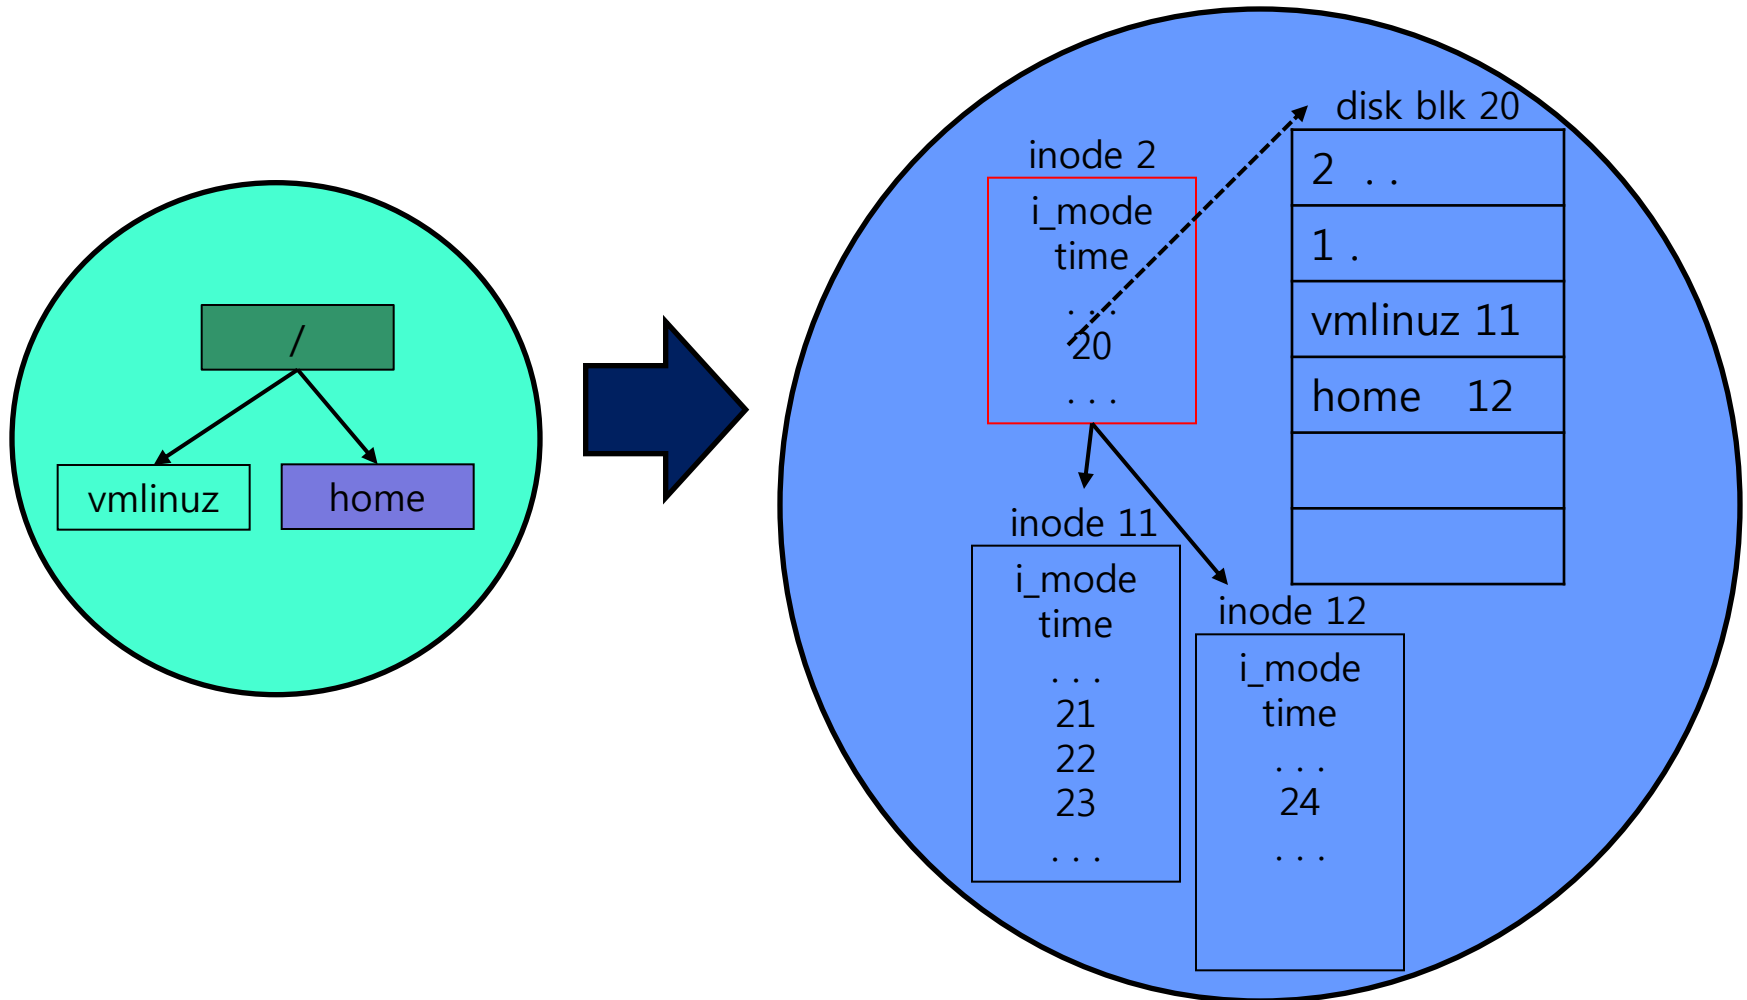 /
vmlinuz
home
inode 2
i_mode
time
. . .
20
. . .
disk blk 20
2 . .
1 .
vmlinuz 11
home 12
inode 11
i_mode
time
. . .
21
22
23
. . .
inode 12
i_mode
time
. . .
24
. . .